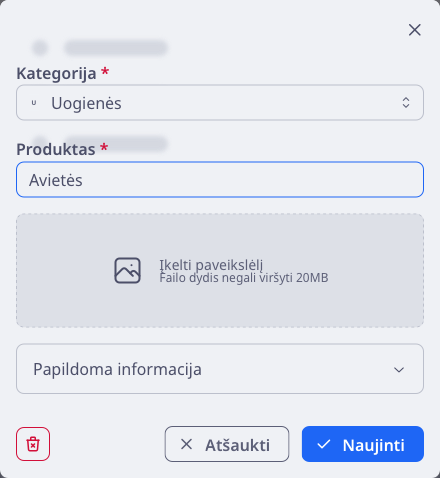 Kategorija *
U Uogienės
Produktas *
Avietės
Įkelti paveikslėlį
Failo dydis negali viršyti 20MB
Papildoma informacija
Atšaukti
Naujinti